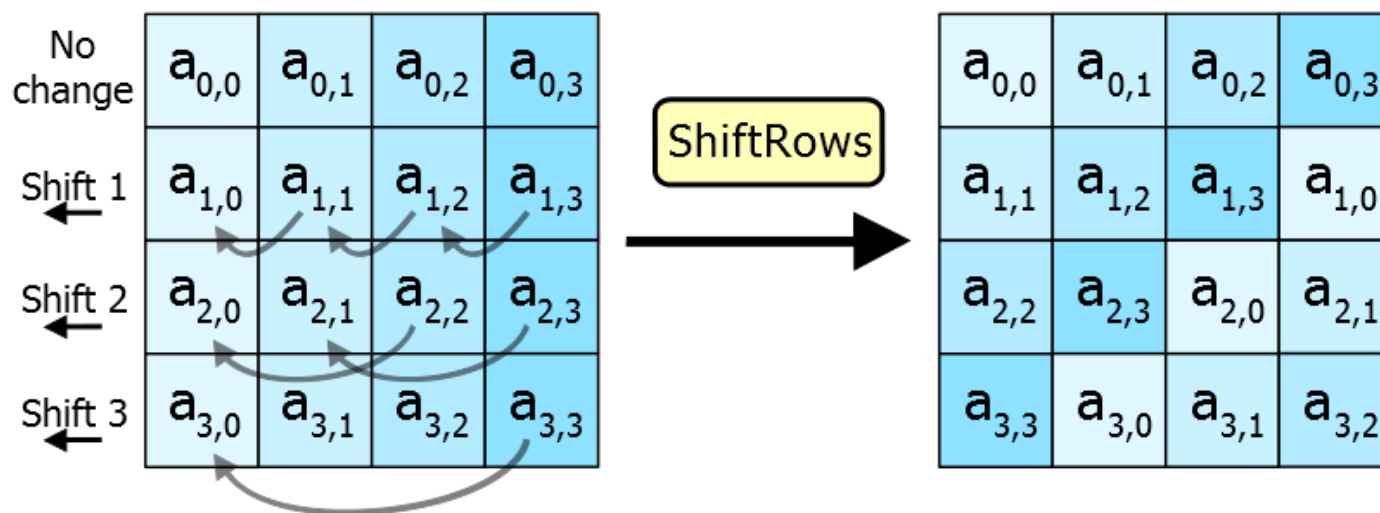 No
change
a0,0 a0,1 a0,2 a0,3
Shift 1
a1,0 a1,1 a1,2 a1,3
Shift 2
a2,0 a2,1 a2,2 a2,3
Shift 3
a3,0 a3,1 a3,2 a3,3
ShiftRows
a0,0 a0,1 a0,2 a0,3
a1,1 a1,2 a1,3 a1,0
a2,2 a2,3 a2,0 a2,1
a3,3 a3,0 a3,1 a3,2